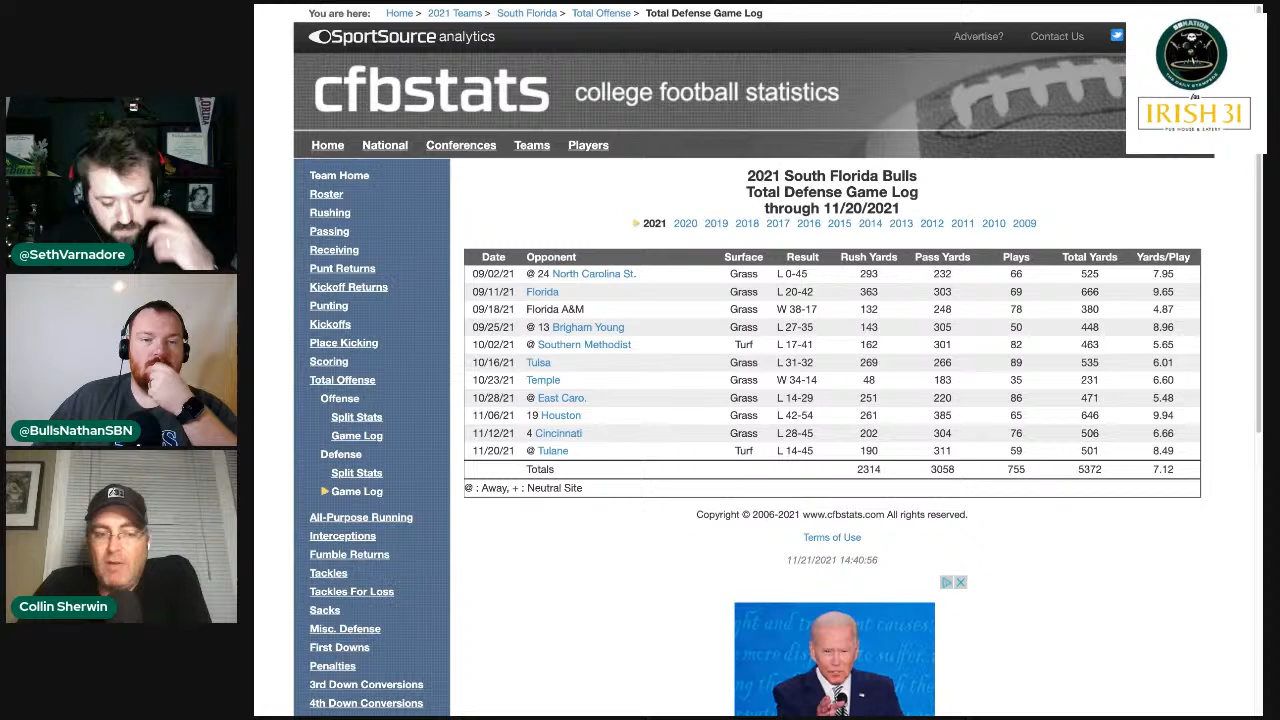 You are here: Home > 2021 Teams > South Florida > Total Offense > Total Defense Game Log
SportSource analytics
Advertise? Contact Us
cfbstats college football statistics
Home National Conferences Teams Players
SBNATION
THE DAILY STAMPEDE
IRISH 31
PUB HOUSE & EATERY
@SethVarnadore
@BullsNathanSBN
Collin Sherwin
Team Home
Roster
Rushing
Passing
Receiving
Punt Returns
Kickoff Returns
Punting
Kickoffs
Place Kicking
Scoring
Total Offense
Offense
Split Stats
Game Log
Defense
Split Stats
Game Log
All-Purpose Running
Interceptions
Fumble Returns
Tackles
Tackles For Loss
Sacks
Misc. Defense
First Downs
Penalties
3rd Down Conversions
4th Down Conversions
2021 South Florida Bulls
Total Defense Game Log
through 11/20/2021
2021 2020 2019 2018 2017 2016 2015 2014 2013 2012 2011 2010 2009
Date Opponent Surface Result Rush Yards Pass Yards Plays Total Yards Yards/Play
09/02/21 @ 24 North Carolina St. Grass L 0-45 293 232 66 525 7.95
09/11/21 Florida Grass L 20-42 363 303 69 666 9.65
09/18/21 Florida A&M Grass W 38-17 132 248 78 380 4.87
09/25/21 @ 13 Brigham Young Grass L 27-35 143 305 50 448 8.96
10/02/21 @ Southern Methodist Turf L 17-41 162 301 82 463 5.65
10/16/21 Tulsa Grass L 31-32 269 266 89 535 6.01
10/23/21 Temple Grass W 34-14 48 183 35 231 6.60
10/28/21 @ East Caro. Grass L 14-29 251 220 86 471 5.48
11/06/21 19 Houston Grass L 42-54 261 385 65 646 9.94
11/12/21 4 Cincinnati Grass L 28-45 202 304 76 506 6.66
11/20/21 @ Tulane Turf L 14-45 190 311 59 501 8.49
Totals 2314 3058 755 5372 7.12
@ : Away, + : Neutral Site
Copyright © 2006-2021 www.cfbstats.com All rights reserved.
Terms of Use
11/21/2021 14:40:56